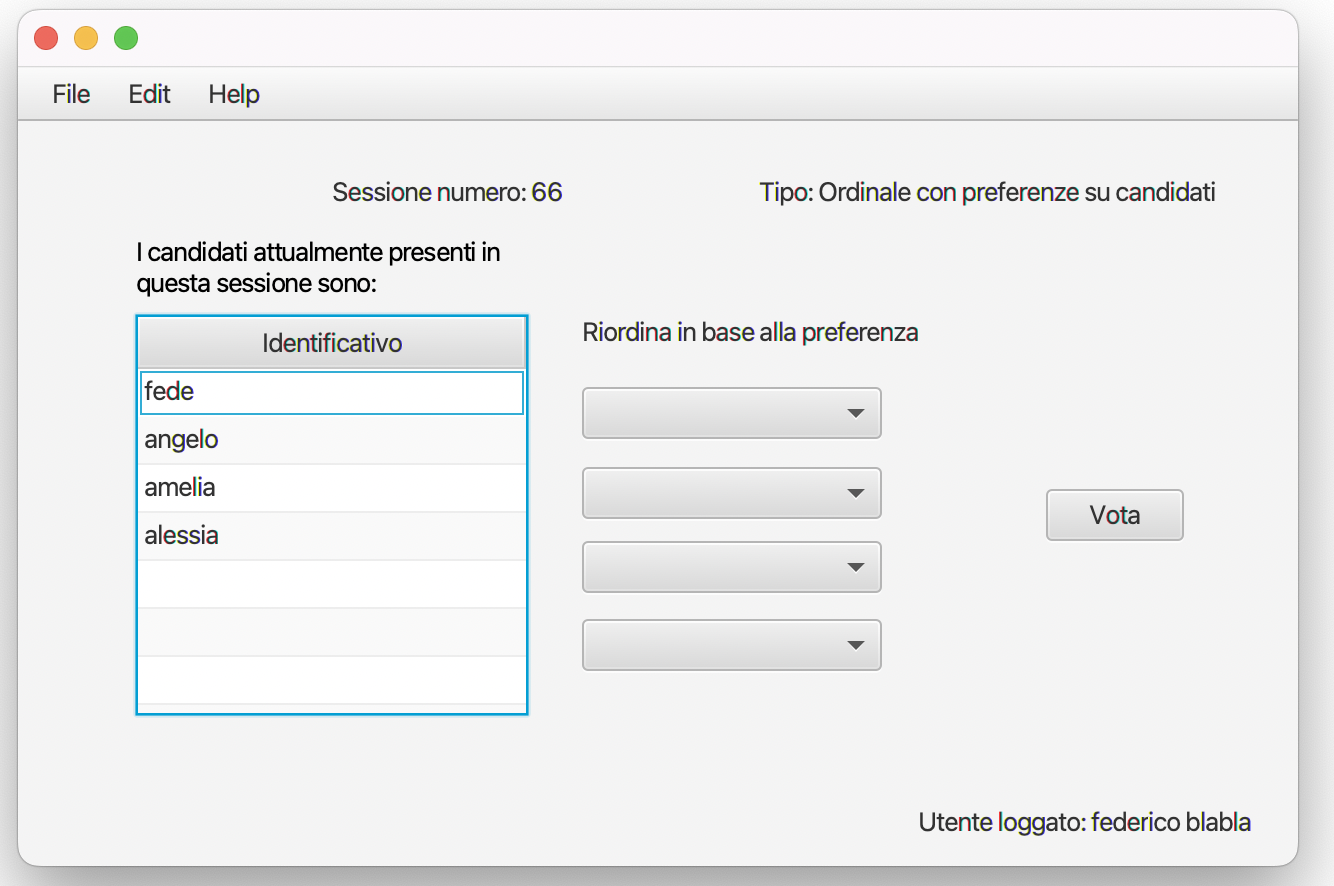 File Edit Help
Sessione numero: 66
Tipo: Ordinale con preferenze su candidati
I candidati attualmente presenti in
questa sessione sono:
Identificativo
fede
angelo
amelia
alessia
Riordina in base alla preferenza
Vota
Utente loggato: federico blabla